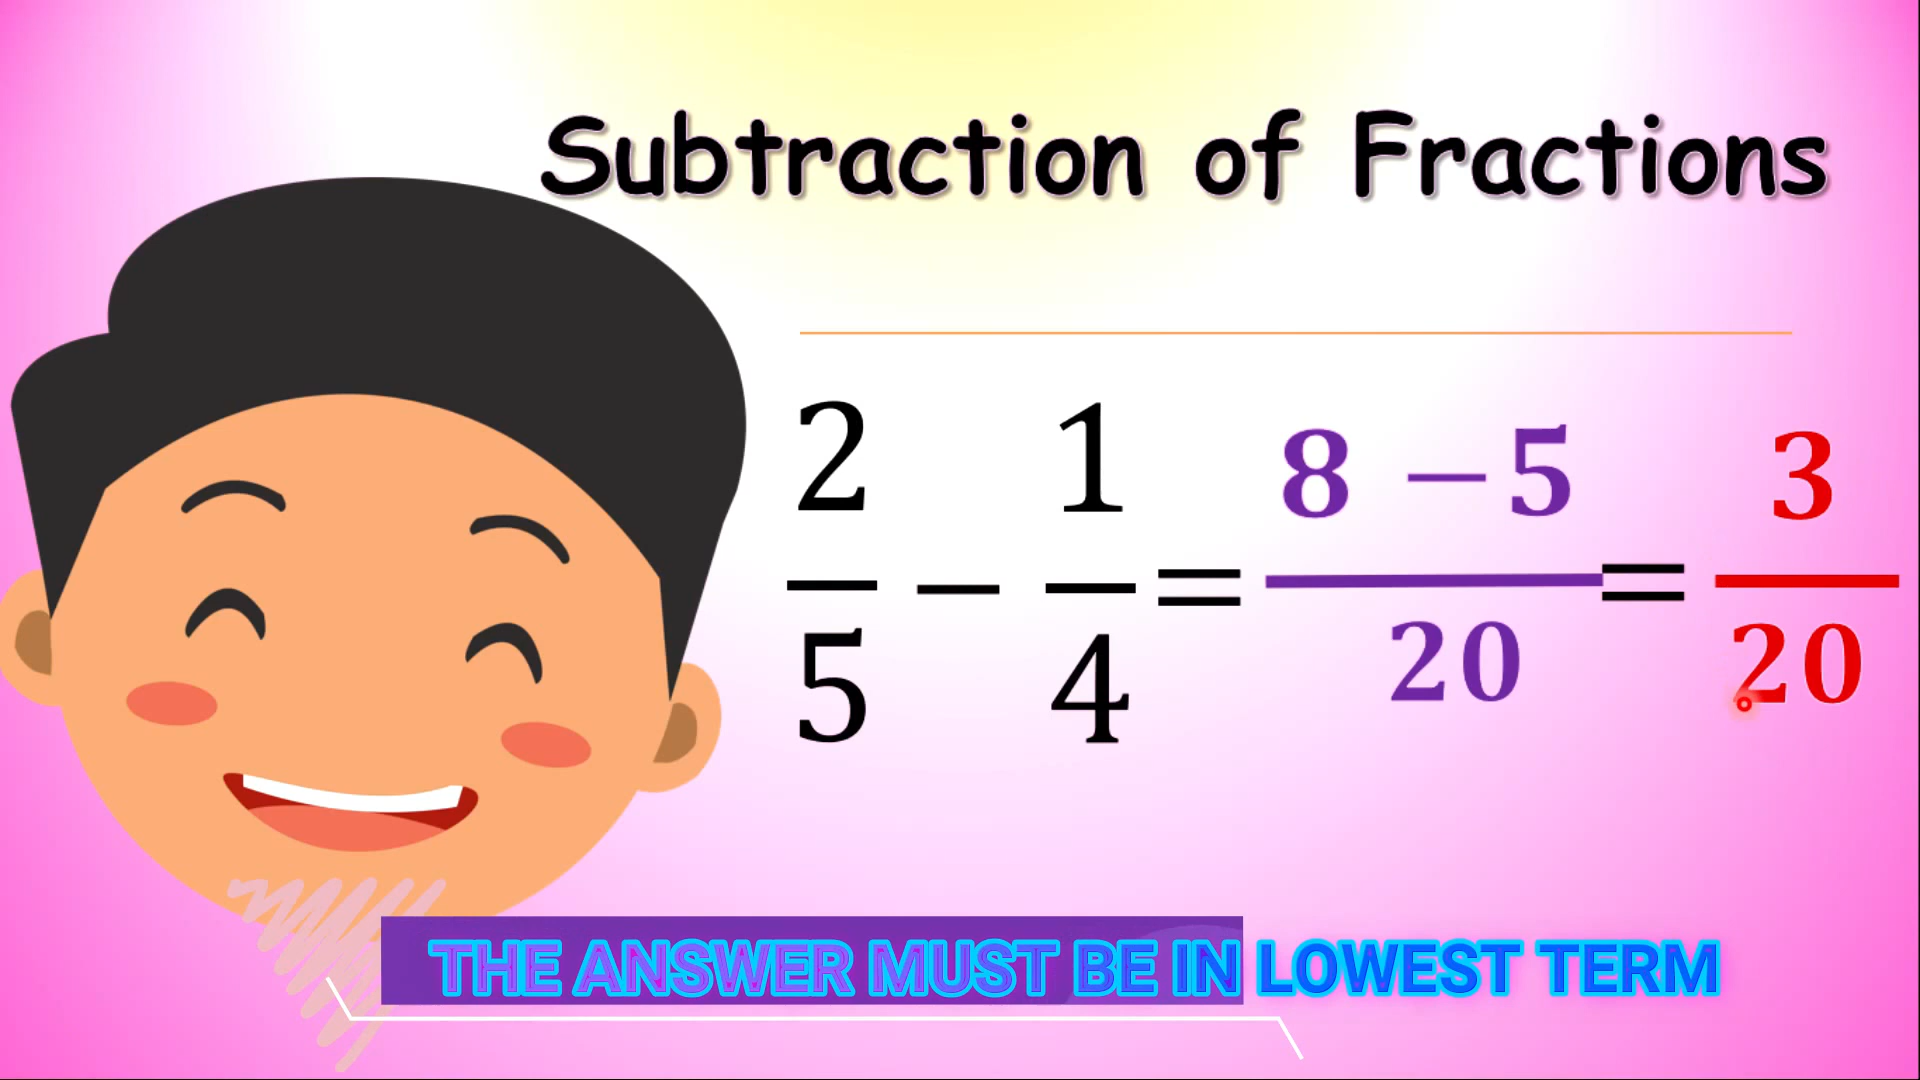 Subtraction of Fractions
2/5 − 1/4 = 8 − 5/20 = 3/20
THE ANSWER MUST BE IN LOWEST TERM